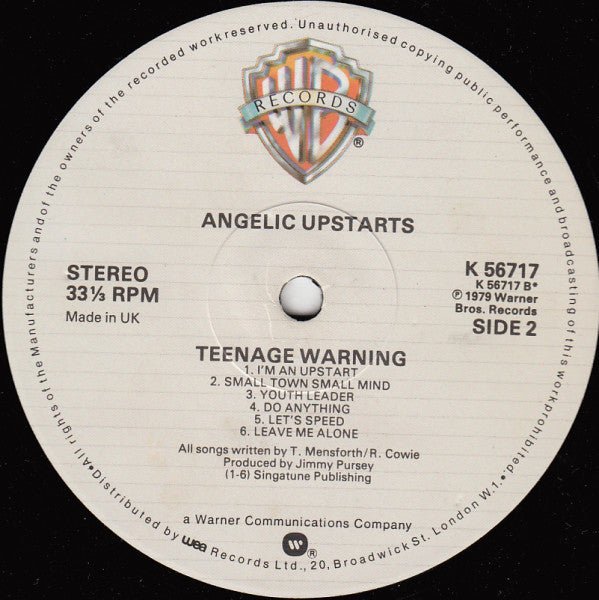 All rights of the Manufacturers and of the owners of the recorded work reserved. Unauthorised copying public performance and broadcasting of this work prohibited.
WB
RECORDS
®
ANGELIC UPSTARTS
STEREO
33⅓ RPM
Made in UK
K 56717
K 56717 B*
℗ 1979 Warner
Bros. Records
SIDE 2
TEENAGE WARNING
1. I'M AN UPSTART
2. SMALL TOWN SMALL MIND
3. YOUTH LEADER
4. DO ANYTHING
5. LET'S SPEED
6. LEAVE ME ALONE
All songs written by T. Mensforth/R. Cowie
Produced by Jimmy Pursey
(1-6) Singatune Publishing
a Warner Communications Company
®
•Distributed by wea Records Ltd., 20, Broadwick St. London W.1.•